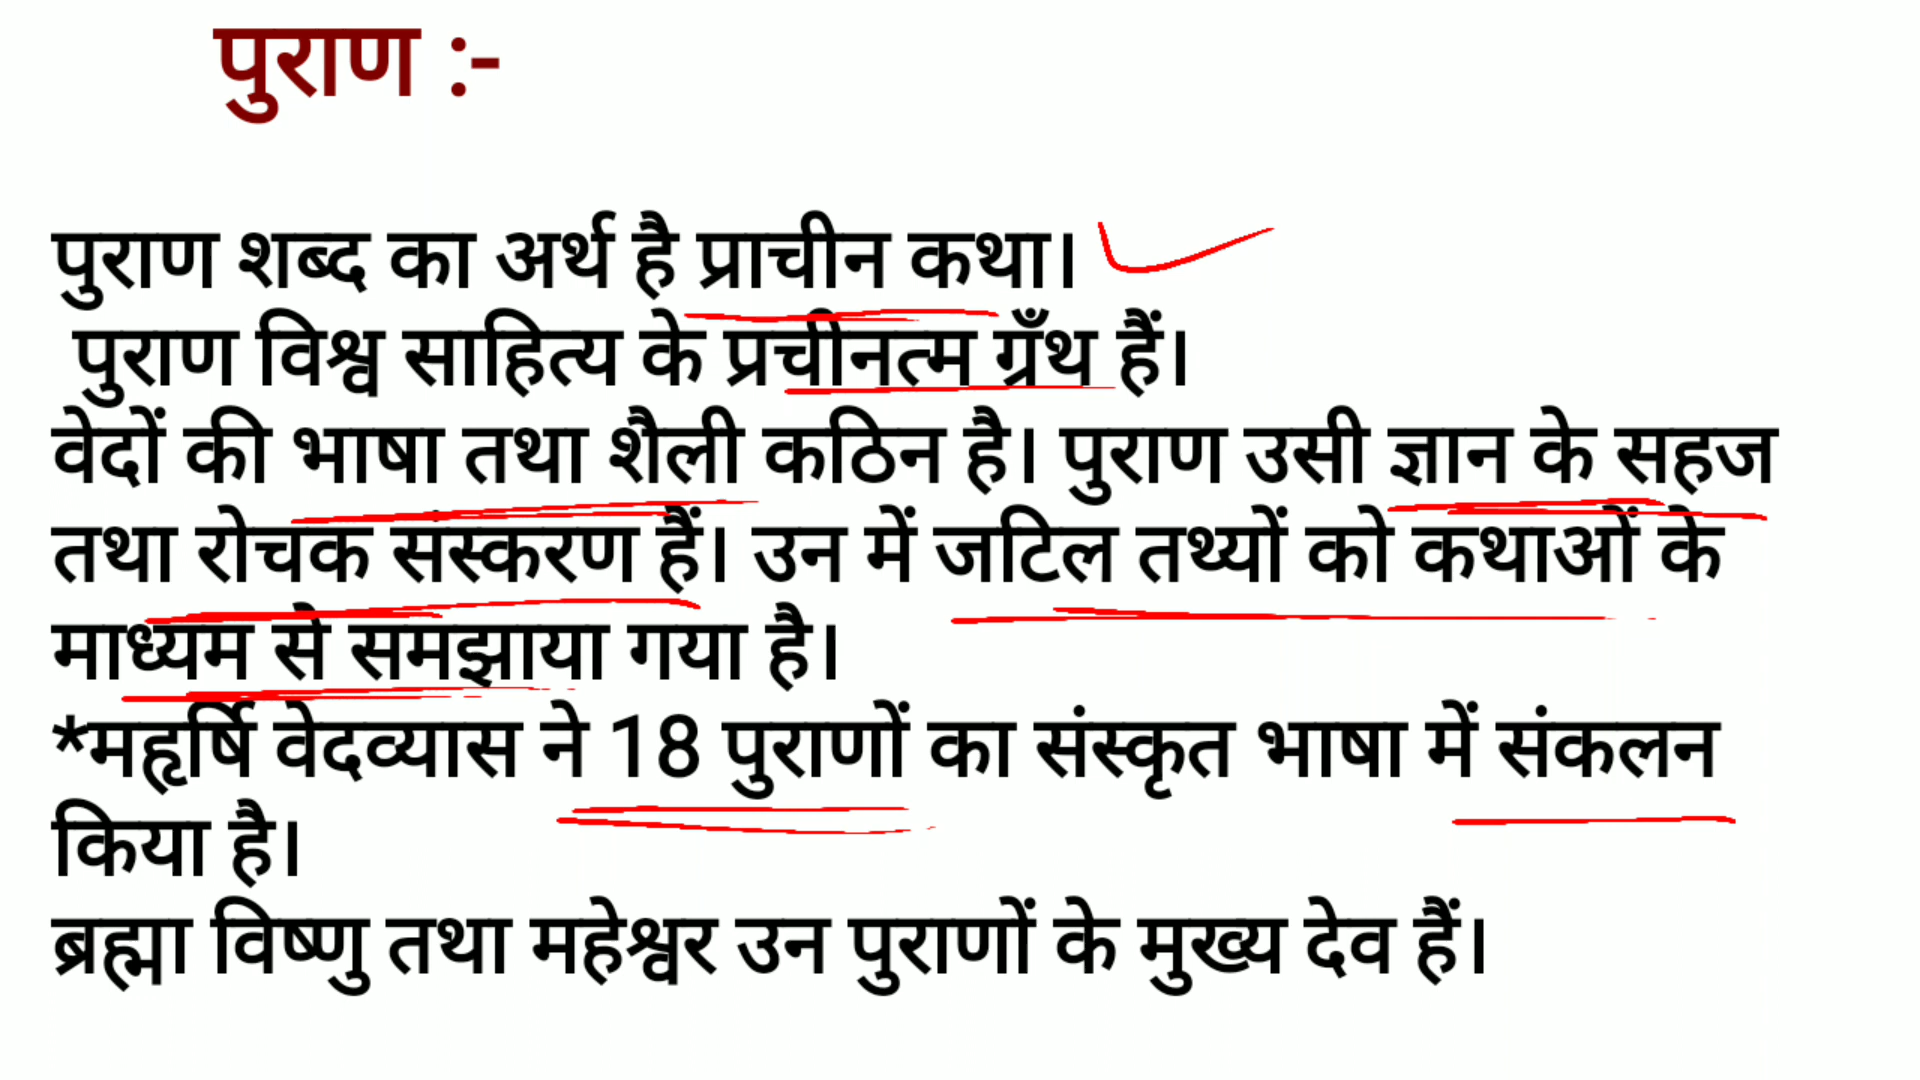 पुराण :-
पुराण शब्द का अर्थ है प्राचीन कथा।
पुराण विश्व साहित्य के प्रचीनत्म ग्रँथ हैं।
वेदों की भाषा तथा शैली कठिन है। पुराण उसी ज्ञान के सहज
तथा रोचक संस्करण हैं। उन में जटिल तथ्यों को कथाओं के
माध्यम से समझाया गया है।
*महृर्षि वेदव्यास ने 18 पुराणों का संस्कृत भाषा में संकलन
किया है।
ब्रह्मा विष्णु तथा महेश्वर उन पुराणों के मुख्य देव हैं।